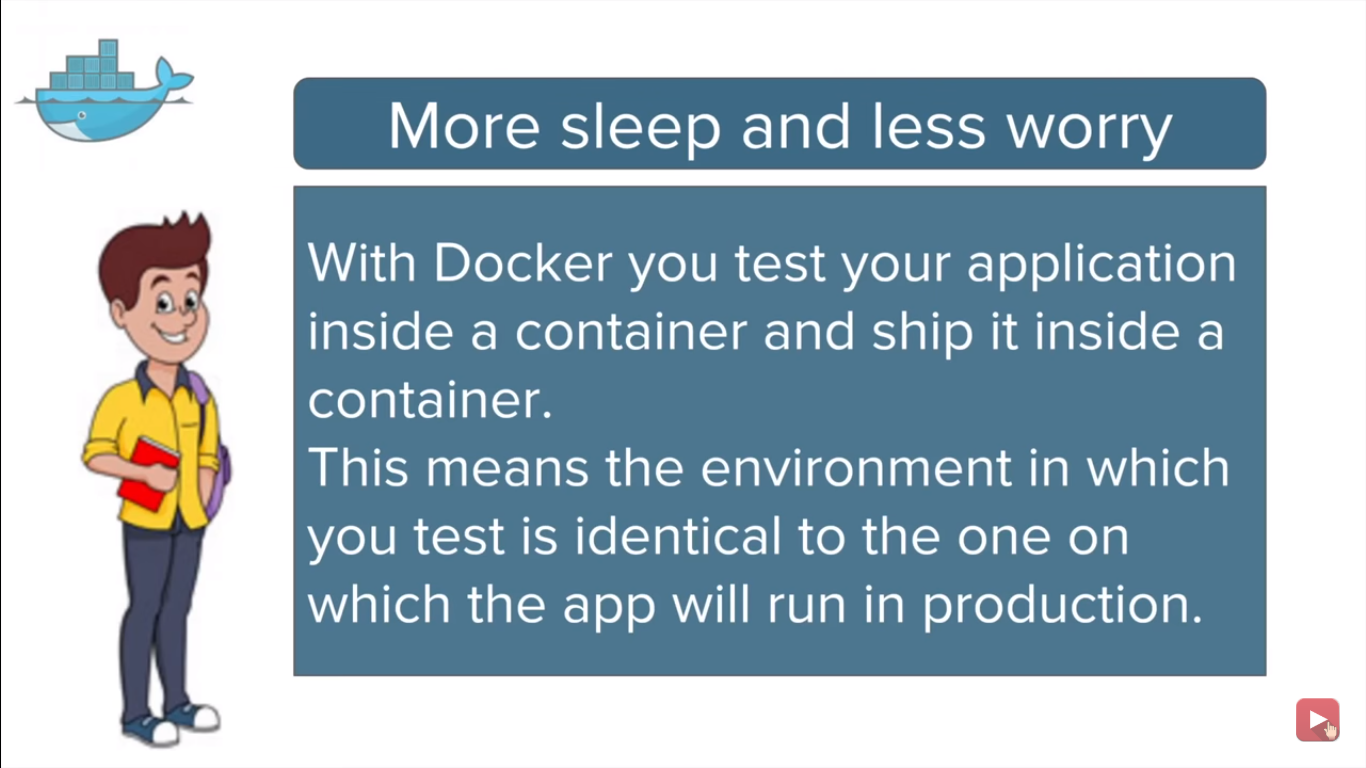 More sleep and less worry
With Docker you test your application
inside a container and ship it inside a
container.
This means the environment in which
you test is identical to the one on
which the app will run in production.